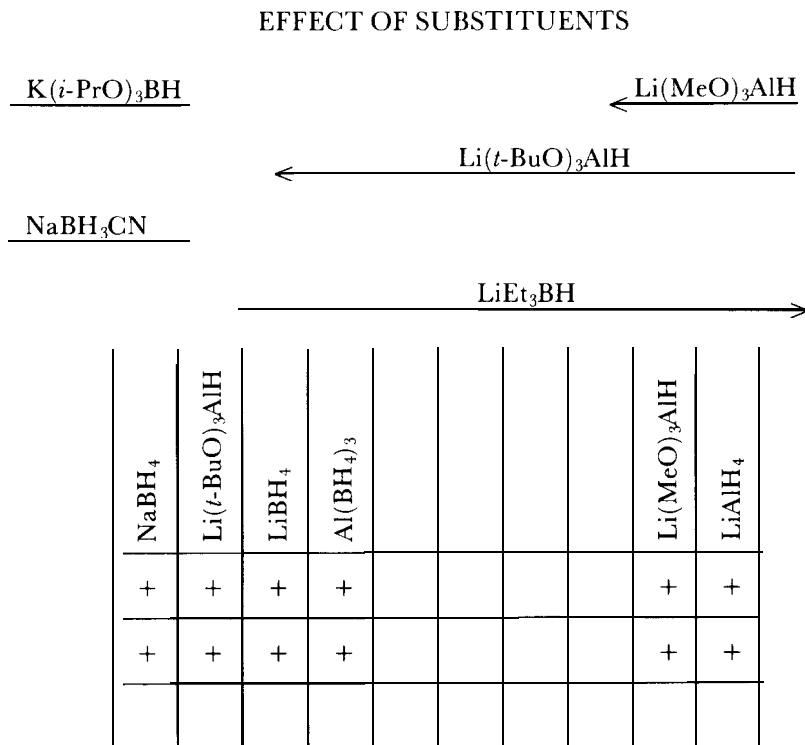 EFFECT OF SUBSTITUENTS
K(i-PrO)₃BH Li(MeO)₃AlH
Li(t-BuO)₃AlH
NaBH₃CN
LiEt₃BH
NaBH₄ Li(t-BuO)₃AlH LiBH₄ Al(BH₄)₃ Li(MeO)₃AlH LiAlH₄
+ + + + + +
+ + + + + +